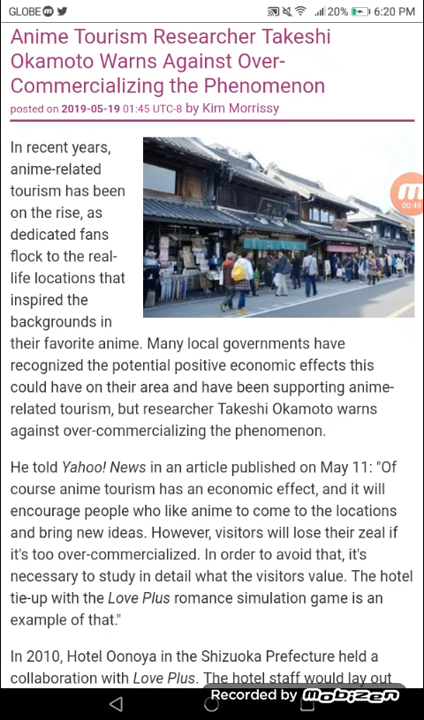 GLOBE 20% 6:20 PM
Anime Tourism Researcher Takeshi
Okamoto Warns Against Over-
Commercializing the Phenomenon
posted on 2019-05-19 01:45 UTC-8 by Kim Morrissy
In recent years,
anime-related
tourism has been
on the rise, as
dedicated fans
flock to the real-
life locations that
inspired the
backgrounds in
their favorite anime. Many local governments have
recognized the potential positive economic effects this
could have on their area and have been supporting anime-
related tourism, but researcher Takeshi Okamoto warns
against over-commercializing the phenomenon.
He told Yahoo! News in an article published on May 11: "Of
course anime tourism has an economic effect, and it will
encourage people who like anime to come to the locations
and bring new ideas. However, visitors will lose their zeal if
it's too over-commercialized. In order to avoid that, it's
necessary to study in detail what the visitors value. The hotel
tie-up with the Love Plus romance simulation game is an
example of that."
In 2010, Hotel Oonoya in the Shizuoka Prefecture held a
collaboration with Love Plus. The hotel staff would lay out
m
00:49
Recorded by mobizen